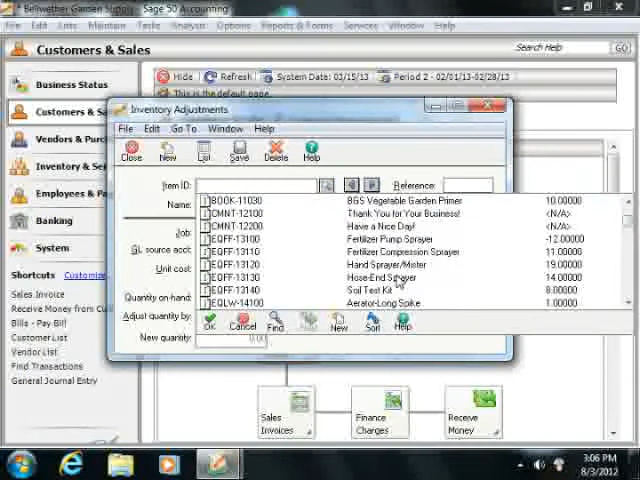 Bellwether Garden Supply - Sage 50 Accounting
File Edit Lists Maintain Tasks Analysis Options Reports & Forms Services Window Help
Customers & Sales
Search Help
GO
Business Status
Hide Refresh System Date: 03/15/13 Period 2 - 02/01/13-02/28/13
This is the default page.
Customers & Sa
Vendors & Purc
Inventory & Se
Employees & Pa
Banking
System
Shortcuts Customize
Sales Invoice
Receive Money from
Bills - Pay Bill
Customer List
Vendor List
Find Transactions
General Journal Entry
Inventory Adjustments
File Edit Go To Window Help
Close New List Save Delete Help
Item ID: Reference:
Name:
Job:
GL source acct:
Unit cost:
Quantity on-hand:
Adjust quantity by:
New quantity: 0.00
BOOK-11030 BGS Vegetable Garden Primer 10.00000
CMNT-12100 Thank You for Your Business! <N/A>
CMNT-12200 Have a Nice Day! <N/A>
EQFF-13100 Fertilizer Pump Sprayer -12.00000
EQFF-13110 Fertilizer Compression Sprayer 11.00000
EQFF-13120 Hand Sprayer/Mister 19.00000
EQFF-13130 Hose-End Sprayer 14.00000
EQFF-13140 Soil Test Kit 8.00000
EQLW-14100 Aerator-Long Spike 1.00000
OK Cancel Find New Sort Help
Sales Invoices
Finance Charges
Receive Money
3:06 PM
8/3/2012